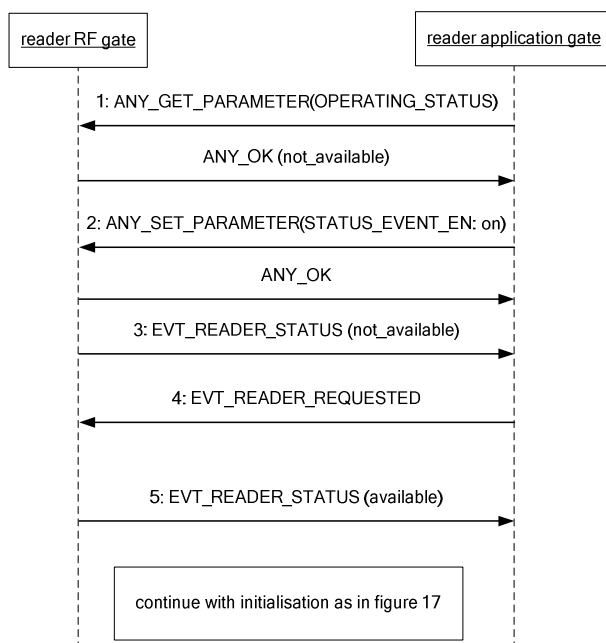 reader RF gate
reader application gate
1: ANY_GET_PARAMETER(OPERATING_STATUS)
ANY_OK (not_available)
2: ANY_SET_PARAMETER(STATUS_EVENT_EN: on)
ANY_OK
3: EVT_READER_STATUS (not_available)
4: EVT_READER_REQUESTED
5: EVT_READER_STATUS (available)
continue with initialisation as in figure 17